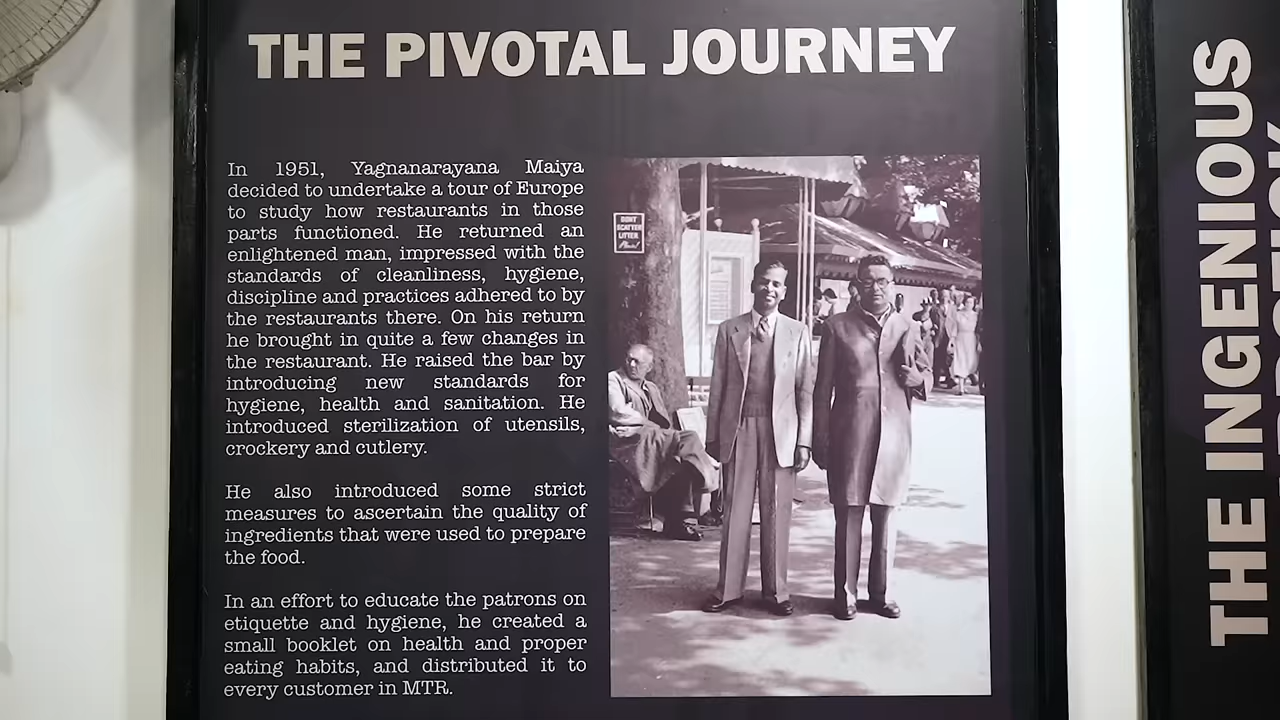 THE PIVOTAL JOURNEY
In 1951, Yagnanarayana Maiya
decided to undertake a tour of Europe
to study how restaurants in those
parts functioned. He returned an
enlightened man, impressed with the
standards of cleanliness, hygiene,
discipline and practices adhered to by
the restaurants there. On his return
he brought in quite a few changes in
the restaurant. He raised the bar by
introducing new standards for
hygiene, health and sanitation. He
introduced sterilization of utensils,
crockery and cutlery.
He also introduced some strict
measures to ascertain the quality of
ingredients that were used to prepare
the food.
In an effort to educate the patrons on
etiquette and hygiene, he created a
small booklet on health and proper
eating habits, and distributed it to
every customer in MTR.
DONT
SCATTER
LITTER
Please!
THE INGENIOUS